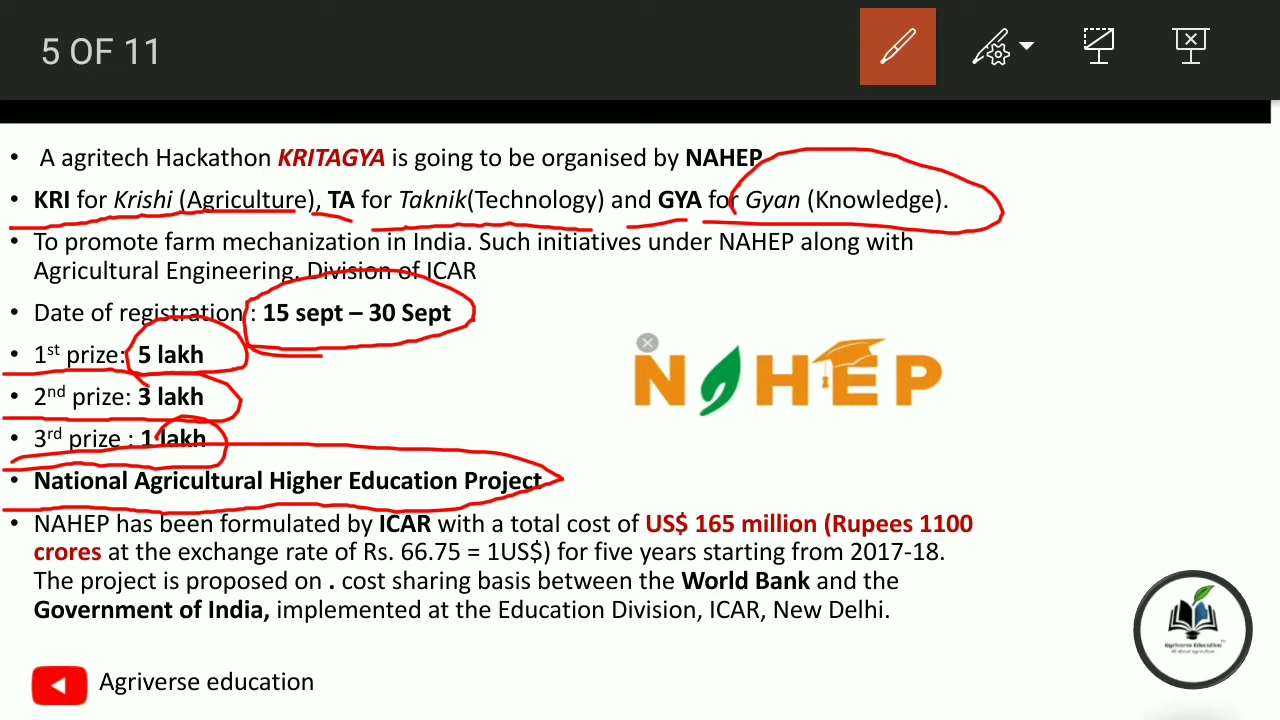 5 OF 11
• A agritech Hackathon KRITAGYA is going to be organised by NAHEP
• KRI for Krishi (Agriculture), TA for Taknik(Technology) and GYA for Gyan (Knowledge).
• To promote farm mechanization in India. Such initiatives under NAHEP along with
Agricultural Engineering. Division of ICAR
• Date of registration : 15 sept – 30 Sept
• 1st prize: 5 lakh
• 2nd prize: 3 lakh
• 3rd prize : 1 lakh
NAHEP
• National Agricultural Higher Education Project
• NAHEP has been formulated by ICAR with a total cost of US$ 165 million (Rupees 1100
crores at the exchange rate of Rs. 66.75 = 1US$) for five years starting from 2017-18.
The project is proposed on . cost sharing basis between the World Bank and the
Government of India, implemented at the Education Division, ICAR, New Delhi.
Agriverse Education
All about agriculture
Agriverse education